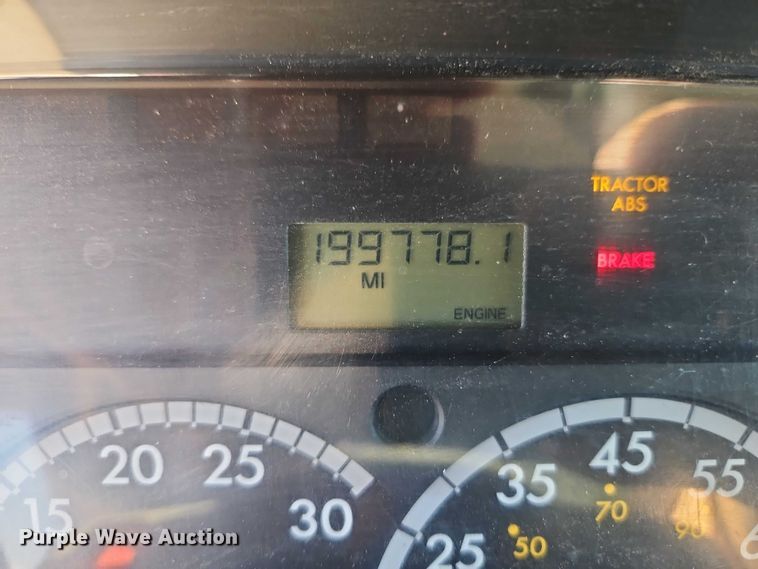 TRACTOR
ABS
199778.1
BRAKE
MI
ENGINE
15 20 25 30
25 35 45 55
50 70 90
Purple Wave Auction